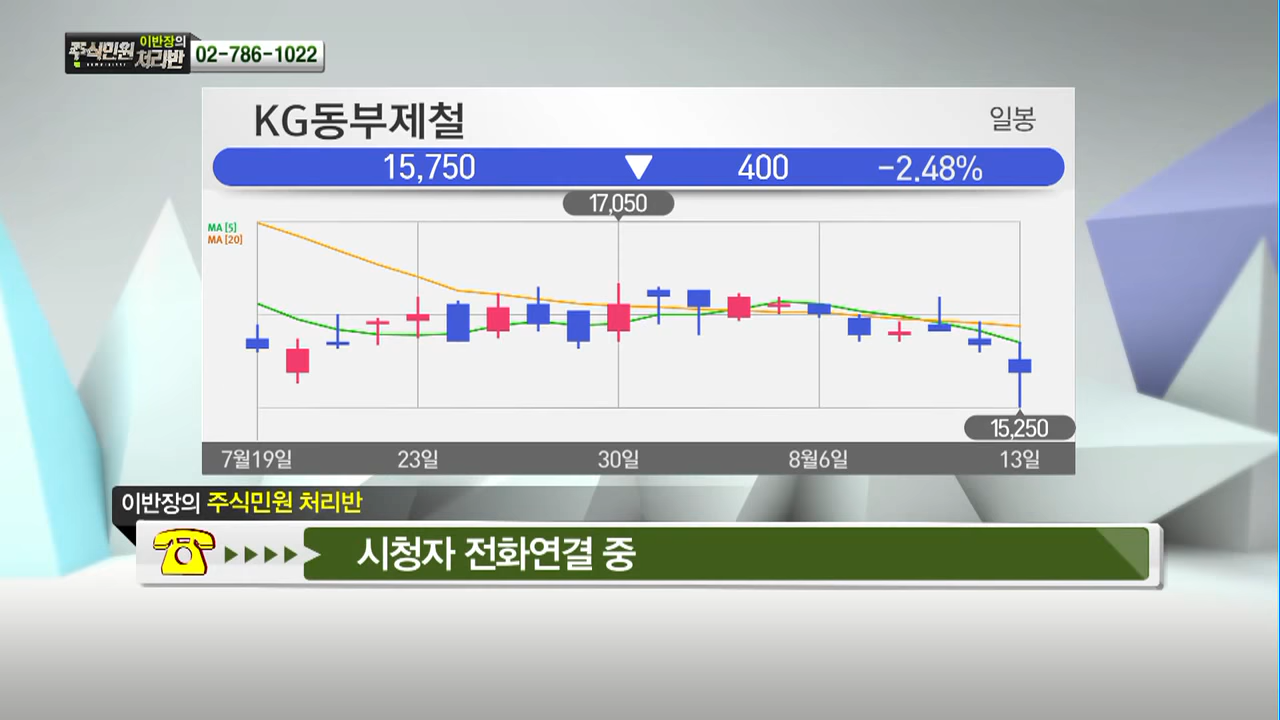 이반장의
주식민원 처리반 02-786-1022
KG동부제철
일봉
15,750 ▼ 400 -2.48%
17,050
MA [5]
MA [20]
15,250
7월19일 23일 30일 8월6일 13일
이반장의 주식민원 처리반
시청자 전화연결 중